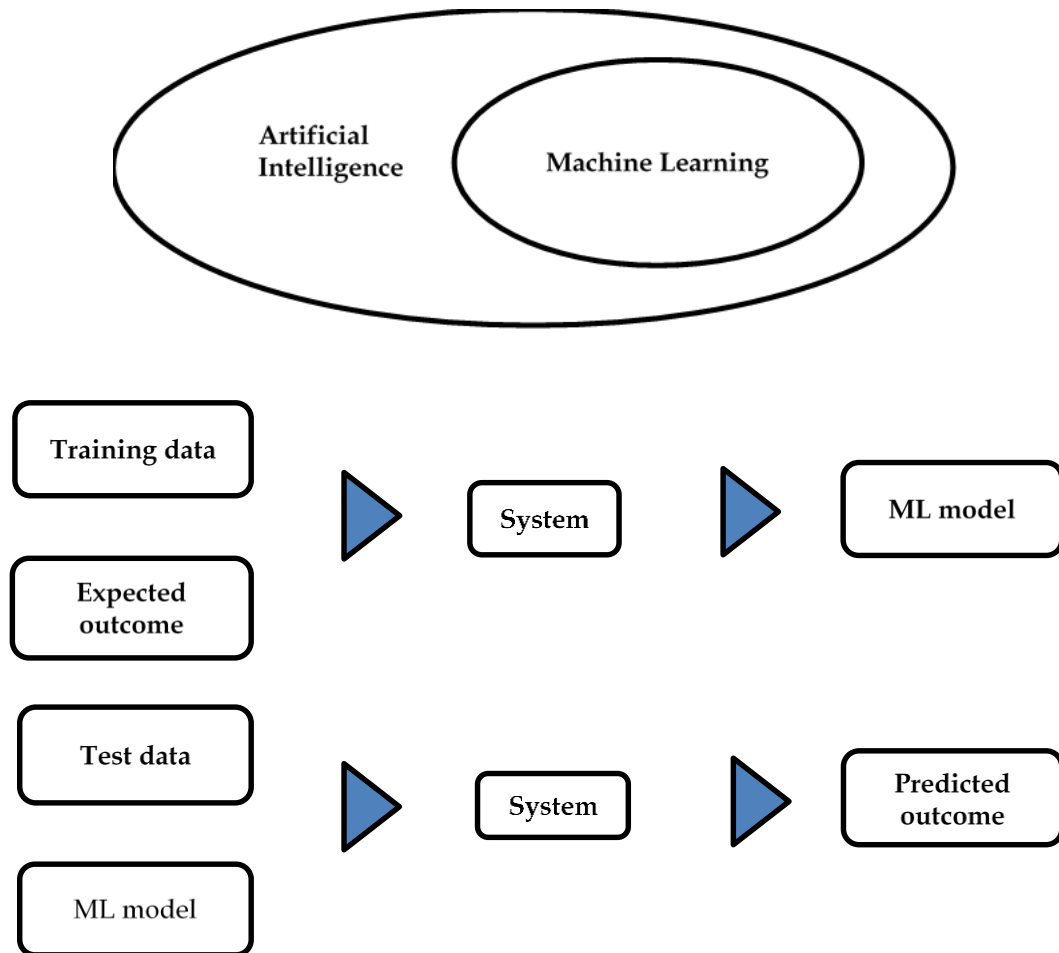 Artificial
Intelligence
Machine Learning
Training data
System
ML model
Expected
outcome
Test data
System
Predicted
outcome
ML model